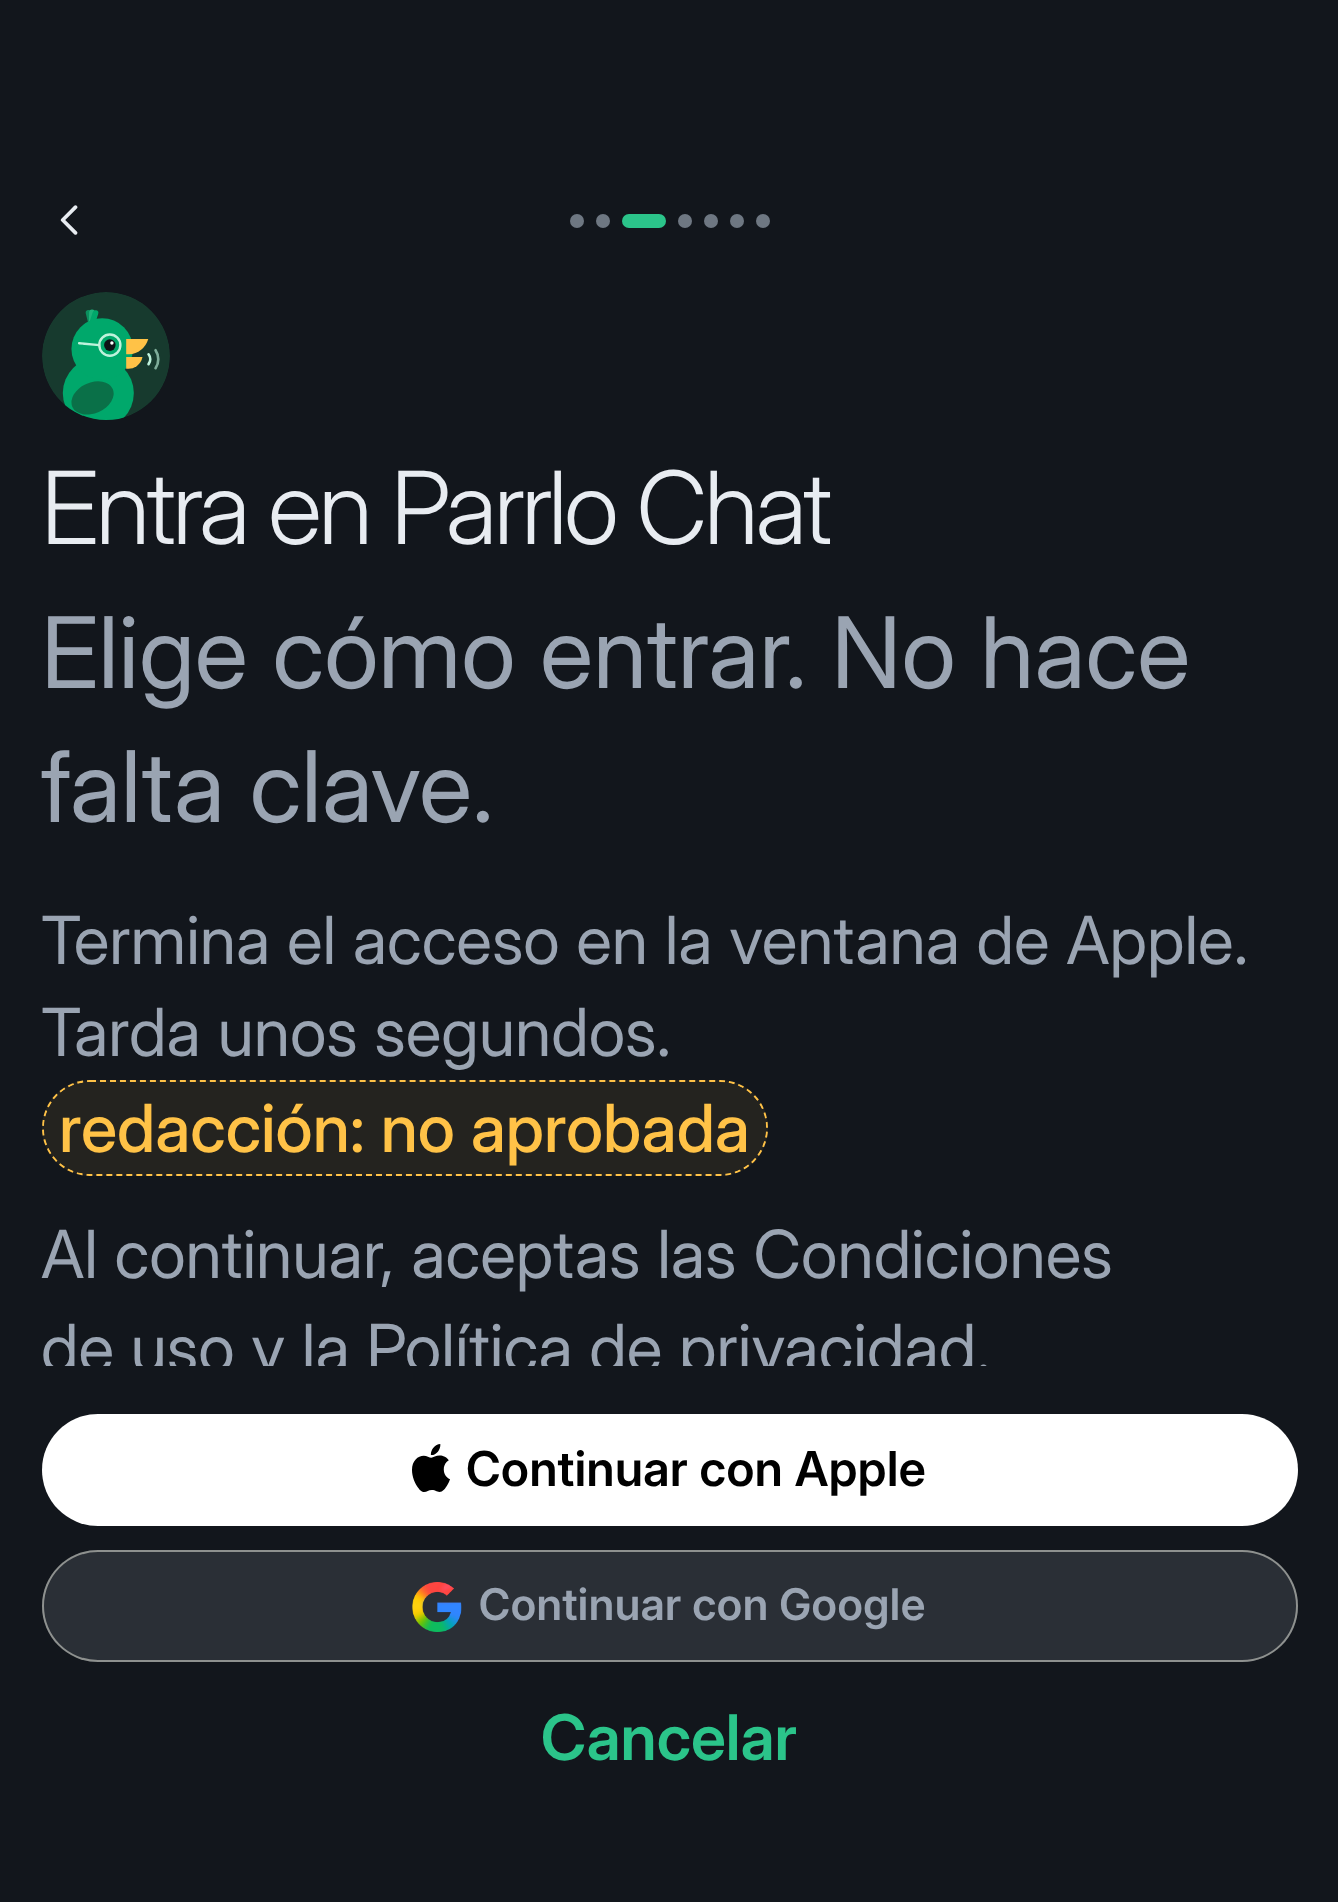 Entra en Parrlo Chat
Elige cómo entrar. No hace
falta clave.
Termina el acceso en la ventana de Apple.
Tarda unos segundos.
redacción: no aprobada
Al continuar, aceptas las Condiciones
de uso y la Política de privacidad.
Continuar con Apple
Continuar con Google
Cancelar